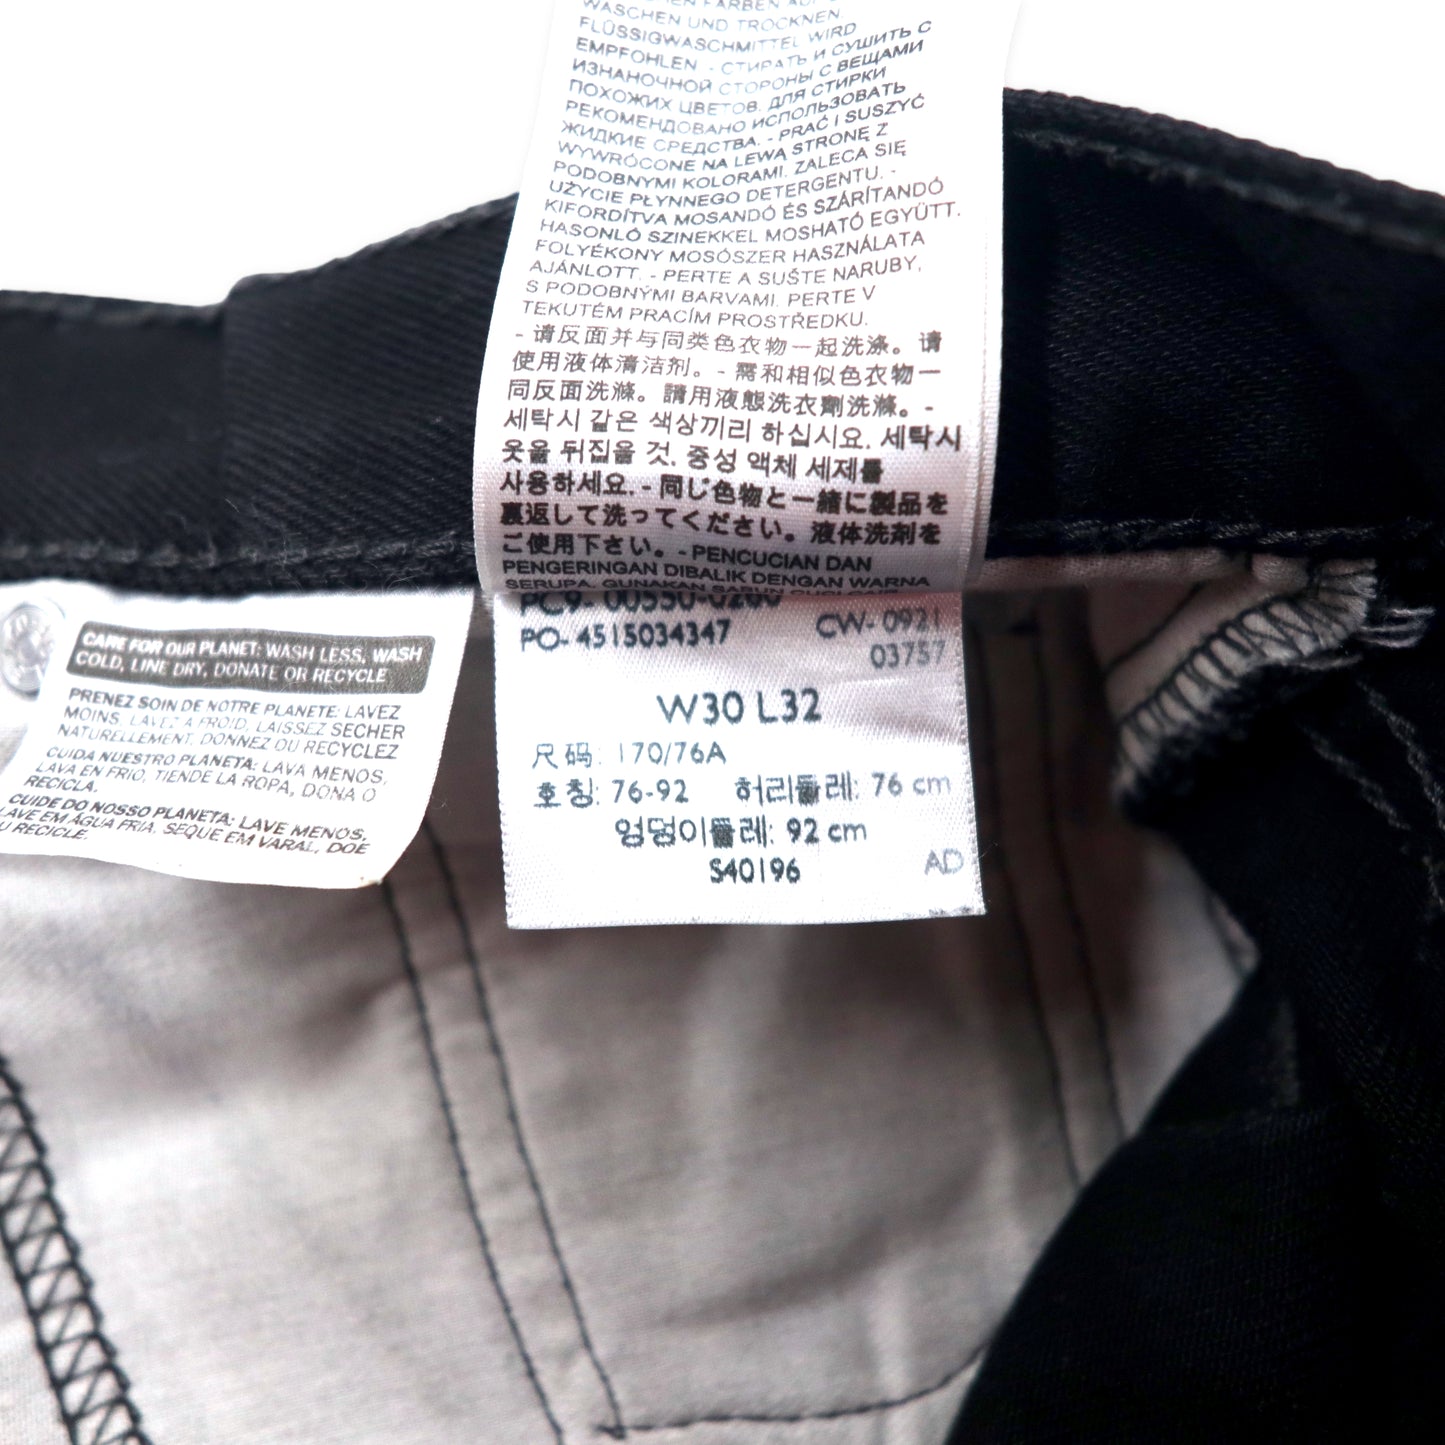 WASCHEN UND TROCKNEN
FLÜSSIGWASCHMITTEL WIRD
EMPFOHLEN - СТИРАТЬ И СУШИТЬ С
ИЗНАНОЧНОЙ СТОРОНЫ С ВЕЩАМИ
ПОХОЖИХ ЦВЕТОВ. ДЛЯ СТИРКИ
РЕКОМЕНДОВАНО ИСПОЛЬЗОВАТЬ
ЖИДКИЕ СРЕДСТВА. - PRAĆ I SUSZYĆ
WYWRÓCONE NA LEWA STRONĘ Z
PODOBNYMI KOLORAMI. ZALECA SIĘ
UŻYCIE PŁYNNEGO DETERGENTU. -
KIFORDÍTVA MOSANDÓ ÉS SZÁRÍTANDÓ
HASONLÓ SZINEKKEL MOSHATÓ EGYÜTT.
FOLYÉKONY MOSÓSZER HASZNÁLATA
AJÁNLOTT. - PERTE A SUŠTE NARUBY,
S PODOBNÝMI BARVAMI. PERTE V
TEKUTÉM PRACÍM PROSTŘEDKU.
- 请反面并与同类色衣物一起洗涤。请
使用液体清洁剂。- 需和相似色衣物一
同反面洗滌。請用液態洗衣劑洗滌。-
세탁시 같은 색상끼리 하십시요. 세탁시
옷을 뒤집을 것. 중성 액체 세제를
사용하세요. - 同じ色物と一緒に製品を
裏返して洗ってください。液体洗剤を
ご使用下さい。- PENCUCIAN DAN
PENGERINGAN DIBALIK DENGAN WARNA
SERUPA. GUNAKAN SABUN CUCI CAIR
PC9- 00550-0260
PO- 4515034347 CW- 0921
03757
W30 L32
尺码: 170/76A
호칭: 76-92 허리둘레: 76 cm
엉덩이둘레: 92 cm
S40196 AD
CARE FOR OUR PLANET: WASH LESS, WASH
COLD, LINE DRY, DONATE OR RECYCLE
PRENEZ SOIN DE NOTRE PLANETE: LAVEZ
MOINS, LAVEZ A FROID, LAISSEZ SECHER
NATURELLEMENT, DONNEZ OU RECYCLEZ
CUIDA NUESTRO PLANETA: LAVA MENOS,
LAVA EN FRIO, TIENDE LA ROPA, DONA O
RECICLA.
CUIDE DO NOSSO PLANETA: LAVE MENOS,
LAVE EM ÁGUA FRIA, SEQUE EM VARAL, DOE
OU RECICLE.